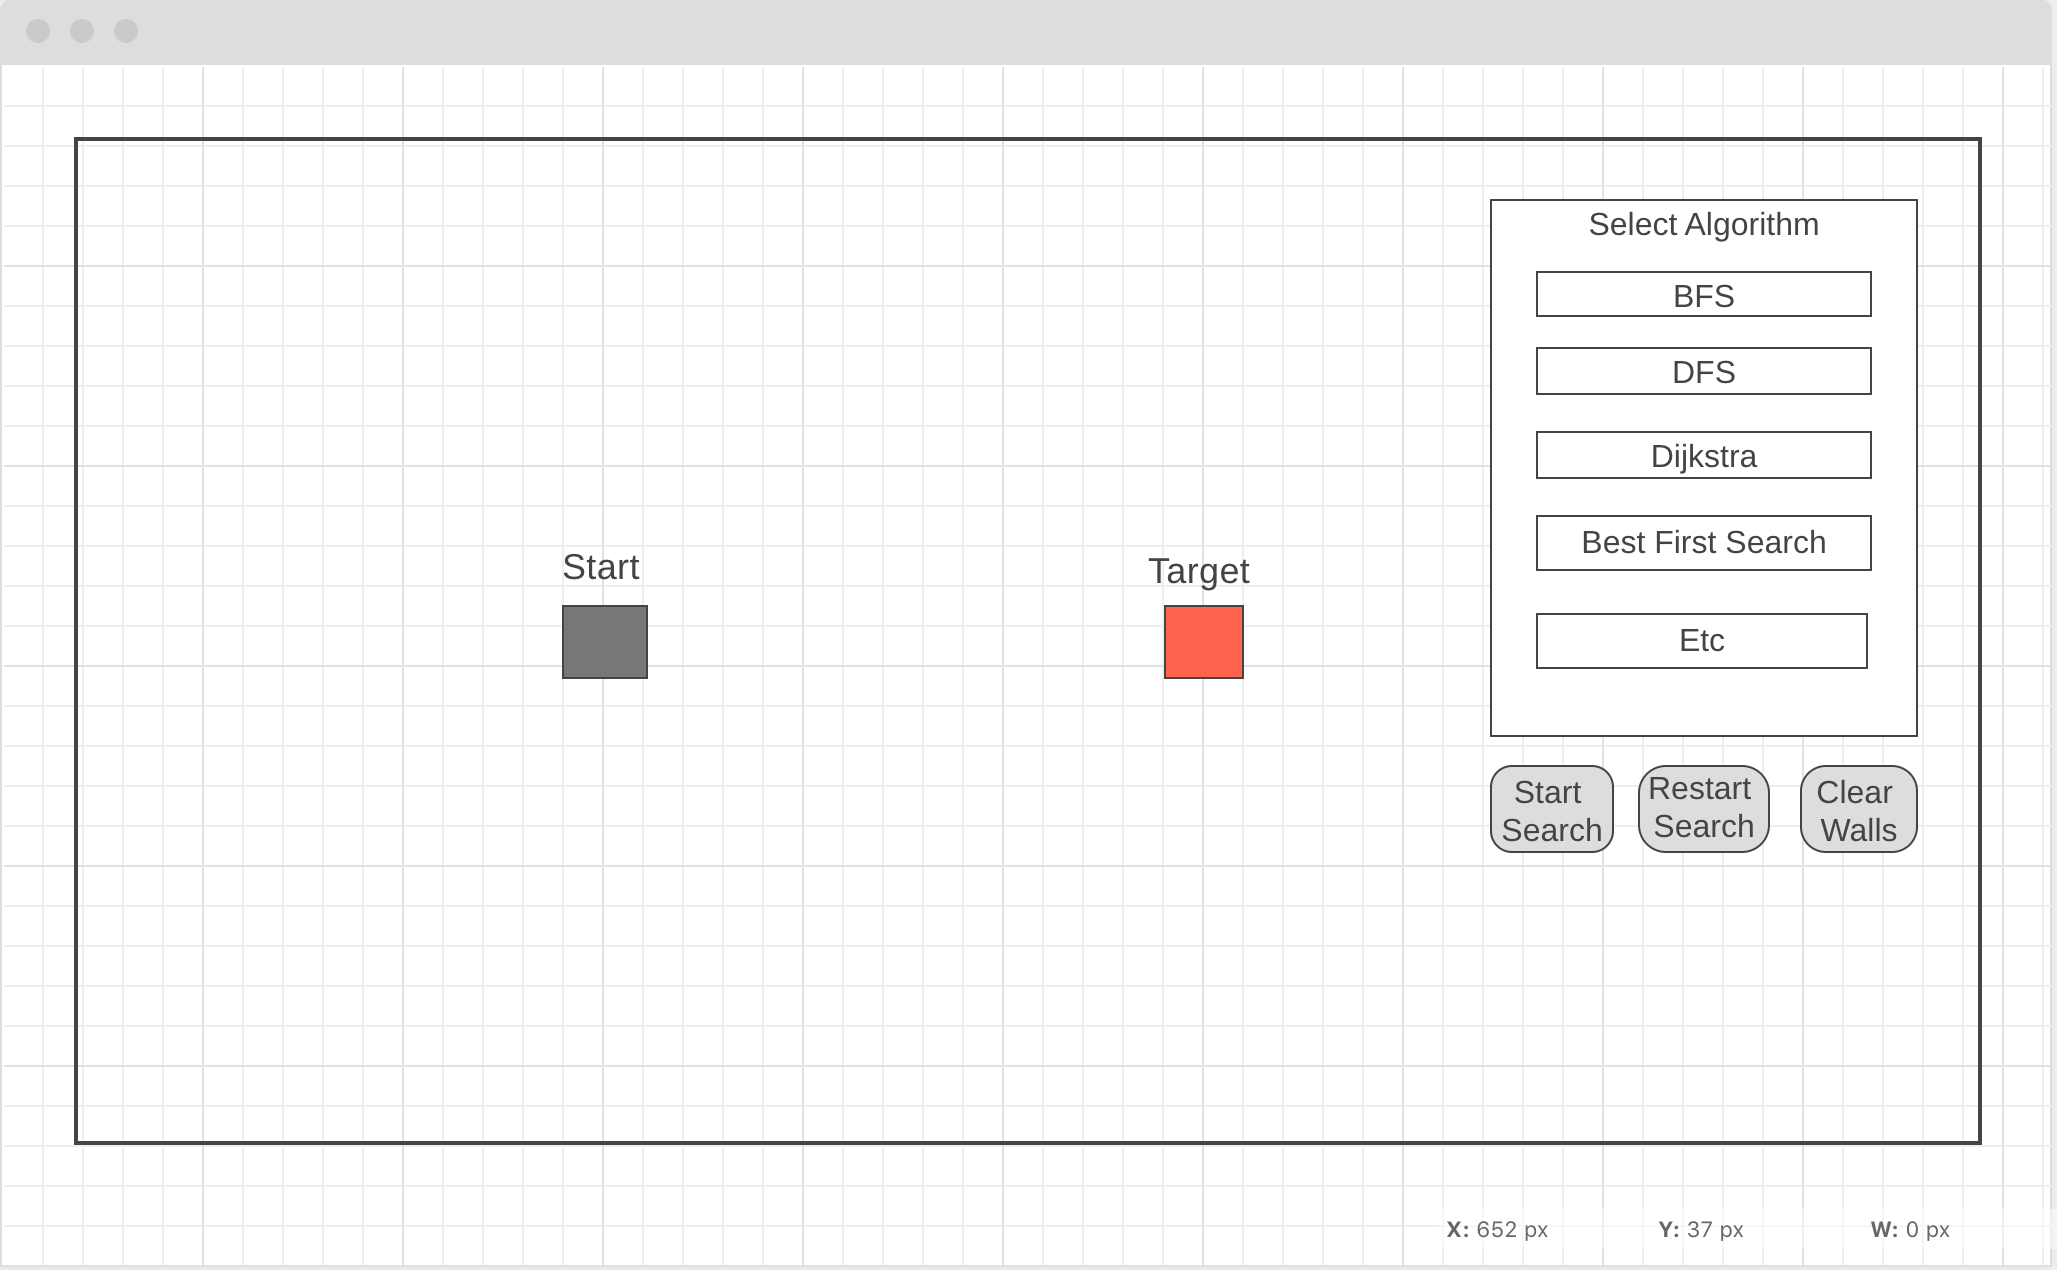 Select Algorithm
BFS
DFS
Dijkstra
Best First Search
Etc
Start
Target
Start
Search
Restart
Search
Clear
Walls
X: 652 px
Y: 37 px
W: 0 px